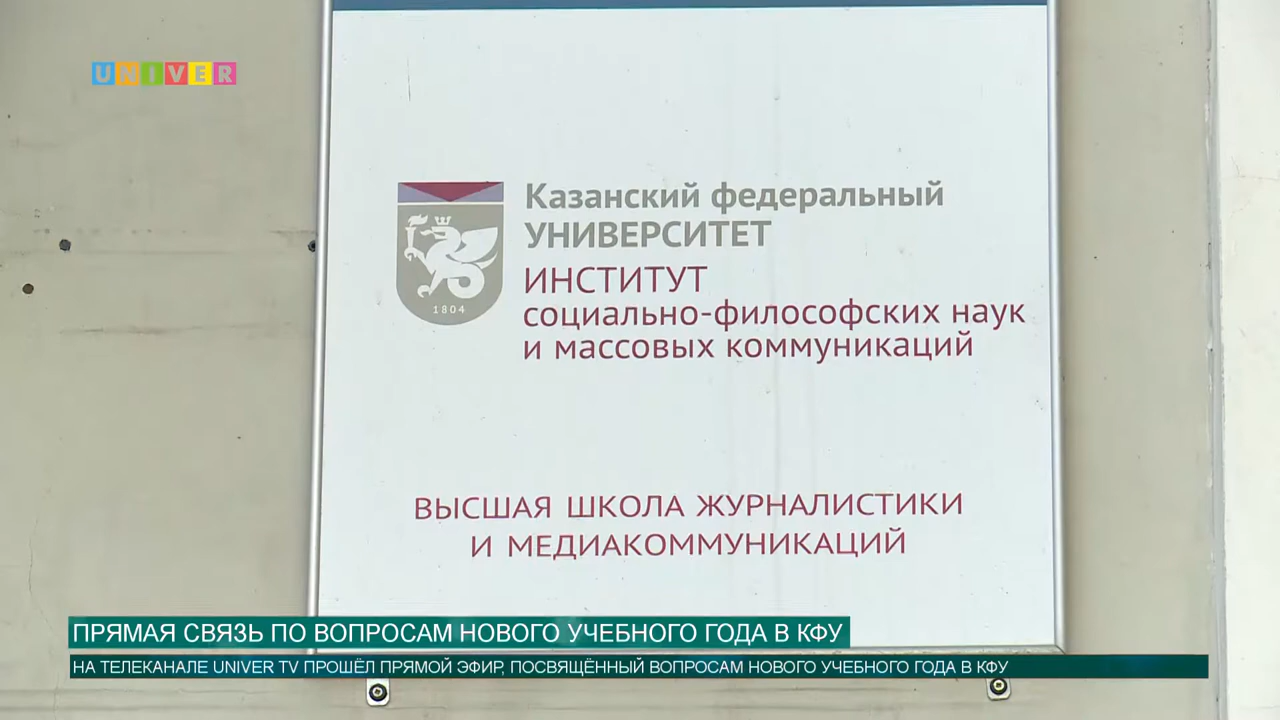 UNIVER
Казанский федеральный
УНИВЕРСИТЕТ
ИНСТИТУТ
социально-философских наук
и массовых коммуникаций
1804
ВЫСШАЯ ШКОЛА ЖУРНАЛИСТИКИ
И МЕДИАКОММУНИКАЦИЙ
ПРЯМАЯ СВЯЗЬ ПО ВОПРОСАМ НОВОГО УЧЕБНОГО ГОДА В КФУ
НА ТЕЛЕКАНАЛЕ UNIVER TV ПРОШЁЛ ПРЯМОЙ ЭФИР, ПОСВЯЩЁННЫЙ ВОПРОСАМ НОВОГО УЧЕБНОГО ГОДА В КФУ